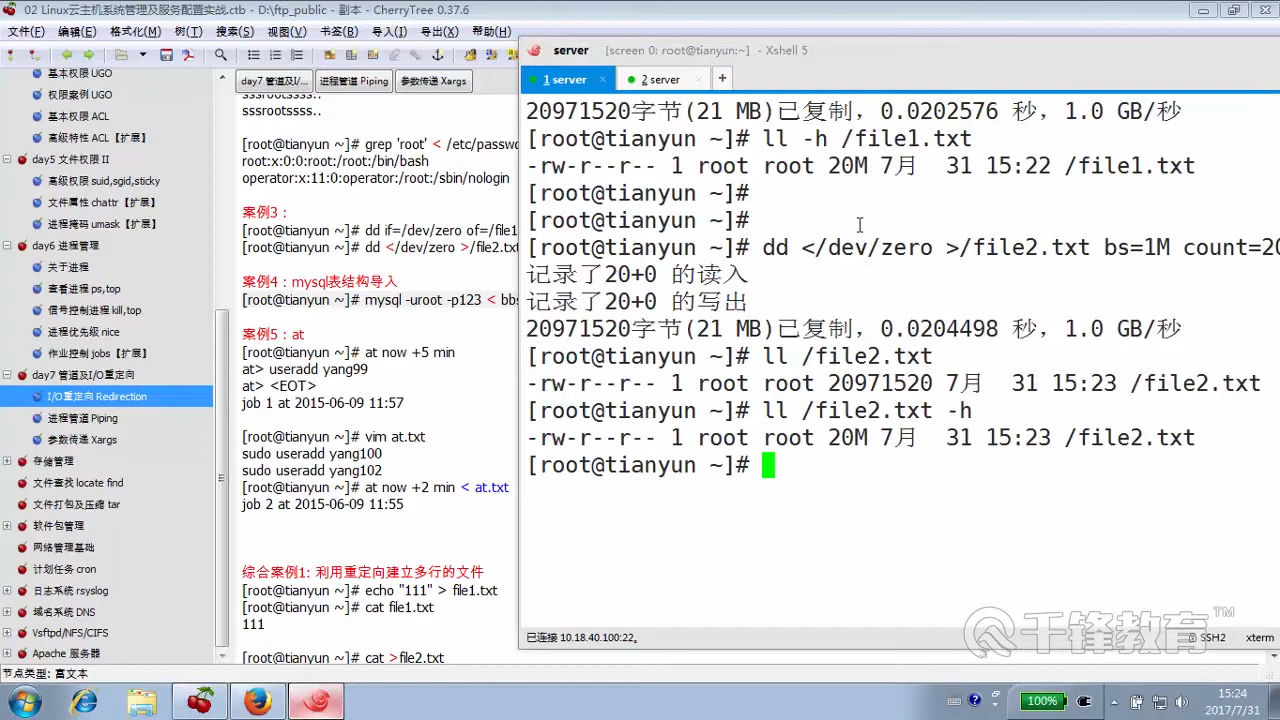 02 Linux云主机系统管理及服务配置实战.ctb - D:\ftp_public - 副本 - CherryTree 0.37.6
文件(F) 编辑(E) 格式化(M) 树(T) 搜索(S) 视图(V) 书签(B) 导入(I) 导出(X) 帮助(H)
基本权限 UGO
权限案例 UGO
基本权限 ACL
高级特性 ACL【扩展】
day5 文件权限 II
高级权限 suid,sgid,sticky
文件属性 chattr【扩展】
进程掩码 umask【扩展】
day6 进程管理
关于进程
查看进程 ps,top
信号控制进程 kill,top
进程优先级 nice
作业控制 jobs【扩展】
day7 管道及I/O重定向
I/O重定向 Redirection
进程管道 Piping
参数传递 Xargs
存储管理
文件查找 locate find
文件打包及压缩 tar
软件包管理
网络管理基础
计划任务 cron
日志系统 rsyslog
域名系统 DNS
Vsftpd/NFS/CIFS
Apache 服务器
节点类型: 富文本
day7 管道及I/... 进程管道 Piping 参数传递 Xargs
sssrootssss..
sssrootssss..
[root@tianyun ~]# grep 'root' < /etc/passw
root:x:0:0:root:/root:/bin/bash
operator:x:11:0:operator:/root:/sbin/nologin
案例3：
[root@tianyun ~]# dd if=/dev/zero of=/file1
[root@tianyun ~]# dd </dev/zero >/file2.txt
案例4：mysql表结构导入
[root@tianyun ~]# mysql -uroot -p123 < bbs
案例5：at
[root@tianyun ~]# at now +5 min
at> useradd yang99
at> <EOT>
job 1 at 2015-06-09 11:57
[root@tianyun ~]# vim at.txt
sudo useradd yang100
sudo useradd yang102
[root@tianyun ~]# at now +2 min < at.txt
job 2 at 2015-06-09 11:55
综合案例1: 利用重定向建立多行的文件
[root@tianyun ~]# echo "111" > file1.txt
[root@tianyun ~]# cat file1.txt
111
[root@tianyun ~]# cat >file2.txt
server [screen 0: root@tianyun:~] - Xshell 5
1 server × 2 server × +
20971520字节(21 MB)已复制，0.0202576 秒，1.0 GB/秒
[root@tianyun ~]# ll -h /file1.txt
-rw-r--r-- 1 root root 20M 7月  31 15:22 /file1.txt
[root@tianyun ~]#
[root@tianyun ~]#
[root@tianyun ~]# dd </dev/zero >/file2.txt bs=1M count=20
记录了20+0 的读入
记录了20+0 的写出
20971520字节(21 MB)已复制，0.0204498 秒，1.0 GB/秒
[root@tianyun ~]# ll /file2.txt
-rw-r--r-- 1 root root 20971520 7月  31 15:23 /file2.txt
[root@tianyun ~]# ll /file2.txt -h
-rw-r--r-- 1 root root 20M 7月  31 15:23 /file2.txt
[root@tianyun ~]#
千锋教育™
已连接 10.18.40.100:22。 SSH2 xterm
100% 15:24
2017/7/31